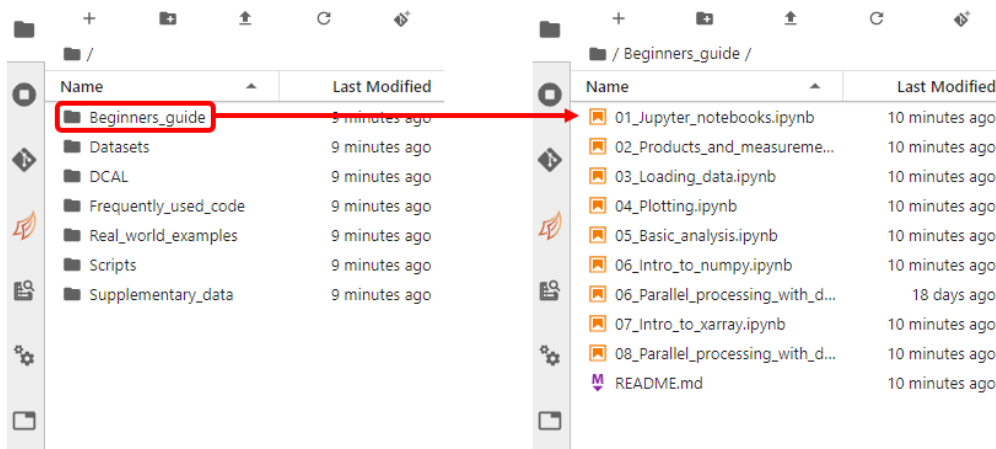 /
Name Last Modified
Beginners_guide 9 minutes ago
Datasets 9 minutes ago
DCAL 9 minutes ago
Frequently_used_code 9 minutes ago
Real_world_examples 9 minutes ago
Scripts 9 minutes ago
Supplementary_data 9 minutes ago
/ Beginners_guide /
Name Last Modified
01_Jupyter_notebooks.ipynb 10 minutes ago
02_Products_and_measureme... 10 minutes ago
03_Loading_data.ipynb 10 minutes ago
04_Plotting.ipynb 10 minutes ago
05_Basic_analysis.ipynb 10 minutes ago
06_Intro_to_numpy.ipynb 10 minutes ago
06_Parallel_processing_with_d... 18 days ago
07_Intro_to_xarray.ipynb 10 minutes ago
08_Parallel_processing_with_d... 10 minutes ago
M README.md 10 minutes ago